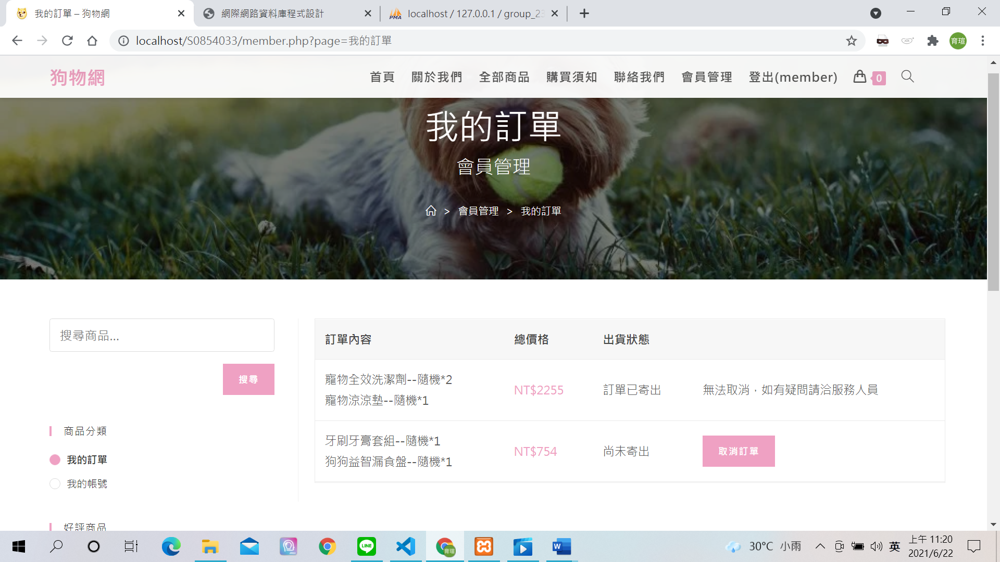 我的訂單 – 狗物網
網際網路資料庫程式設計
localhost / 127.0.0.1 / group_23
localhost/S0854033/member.php?page=我的訂單
育瑄
狗物網
首頁 關於我們 全部商品 購買須知 聯絡我們 會員管理 登出(member) 0
我的訂單
會員管理
> 會員管理 > 我的訂單
搜尋商品...
搜尋
商品分類
我的訂單
我的帳號
好評商品
訂單內容 總價格 出貨狀態
寵物全效洗潔劑--隨機*2
寵物涼涼墊--隨機*1
NT$2255 訂單已寄出 無法取消，如有疑問請洽服務人員
牙刷牙膏套組--隨機*1
狗狗益智漏食盤--隨機*1
NT$754 尚未寄出 取消訂單
LINE
育瑄
W
30°C 小雨
英
上午 11:20
2021/6/22